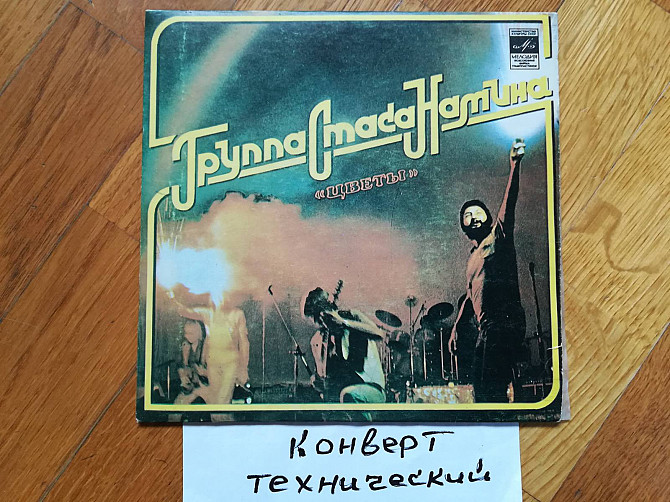 МЕЛОДИЯ
Группа Стаса Намина
«ЦВЕТЫ»
Конверт
технический